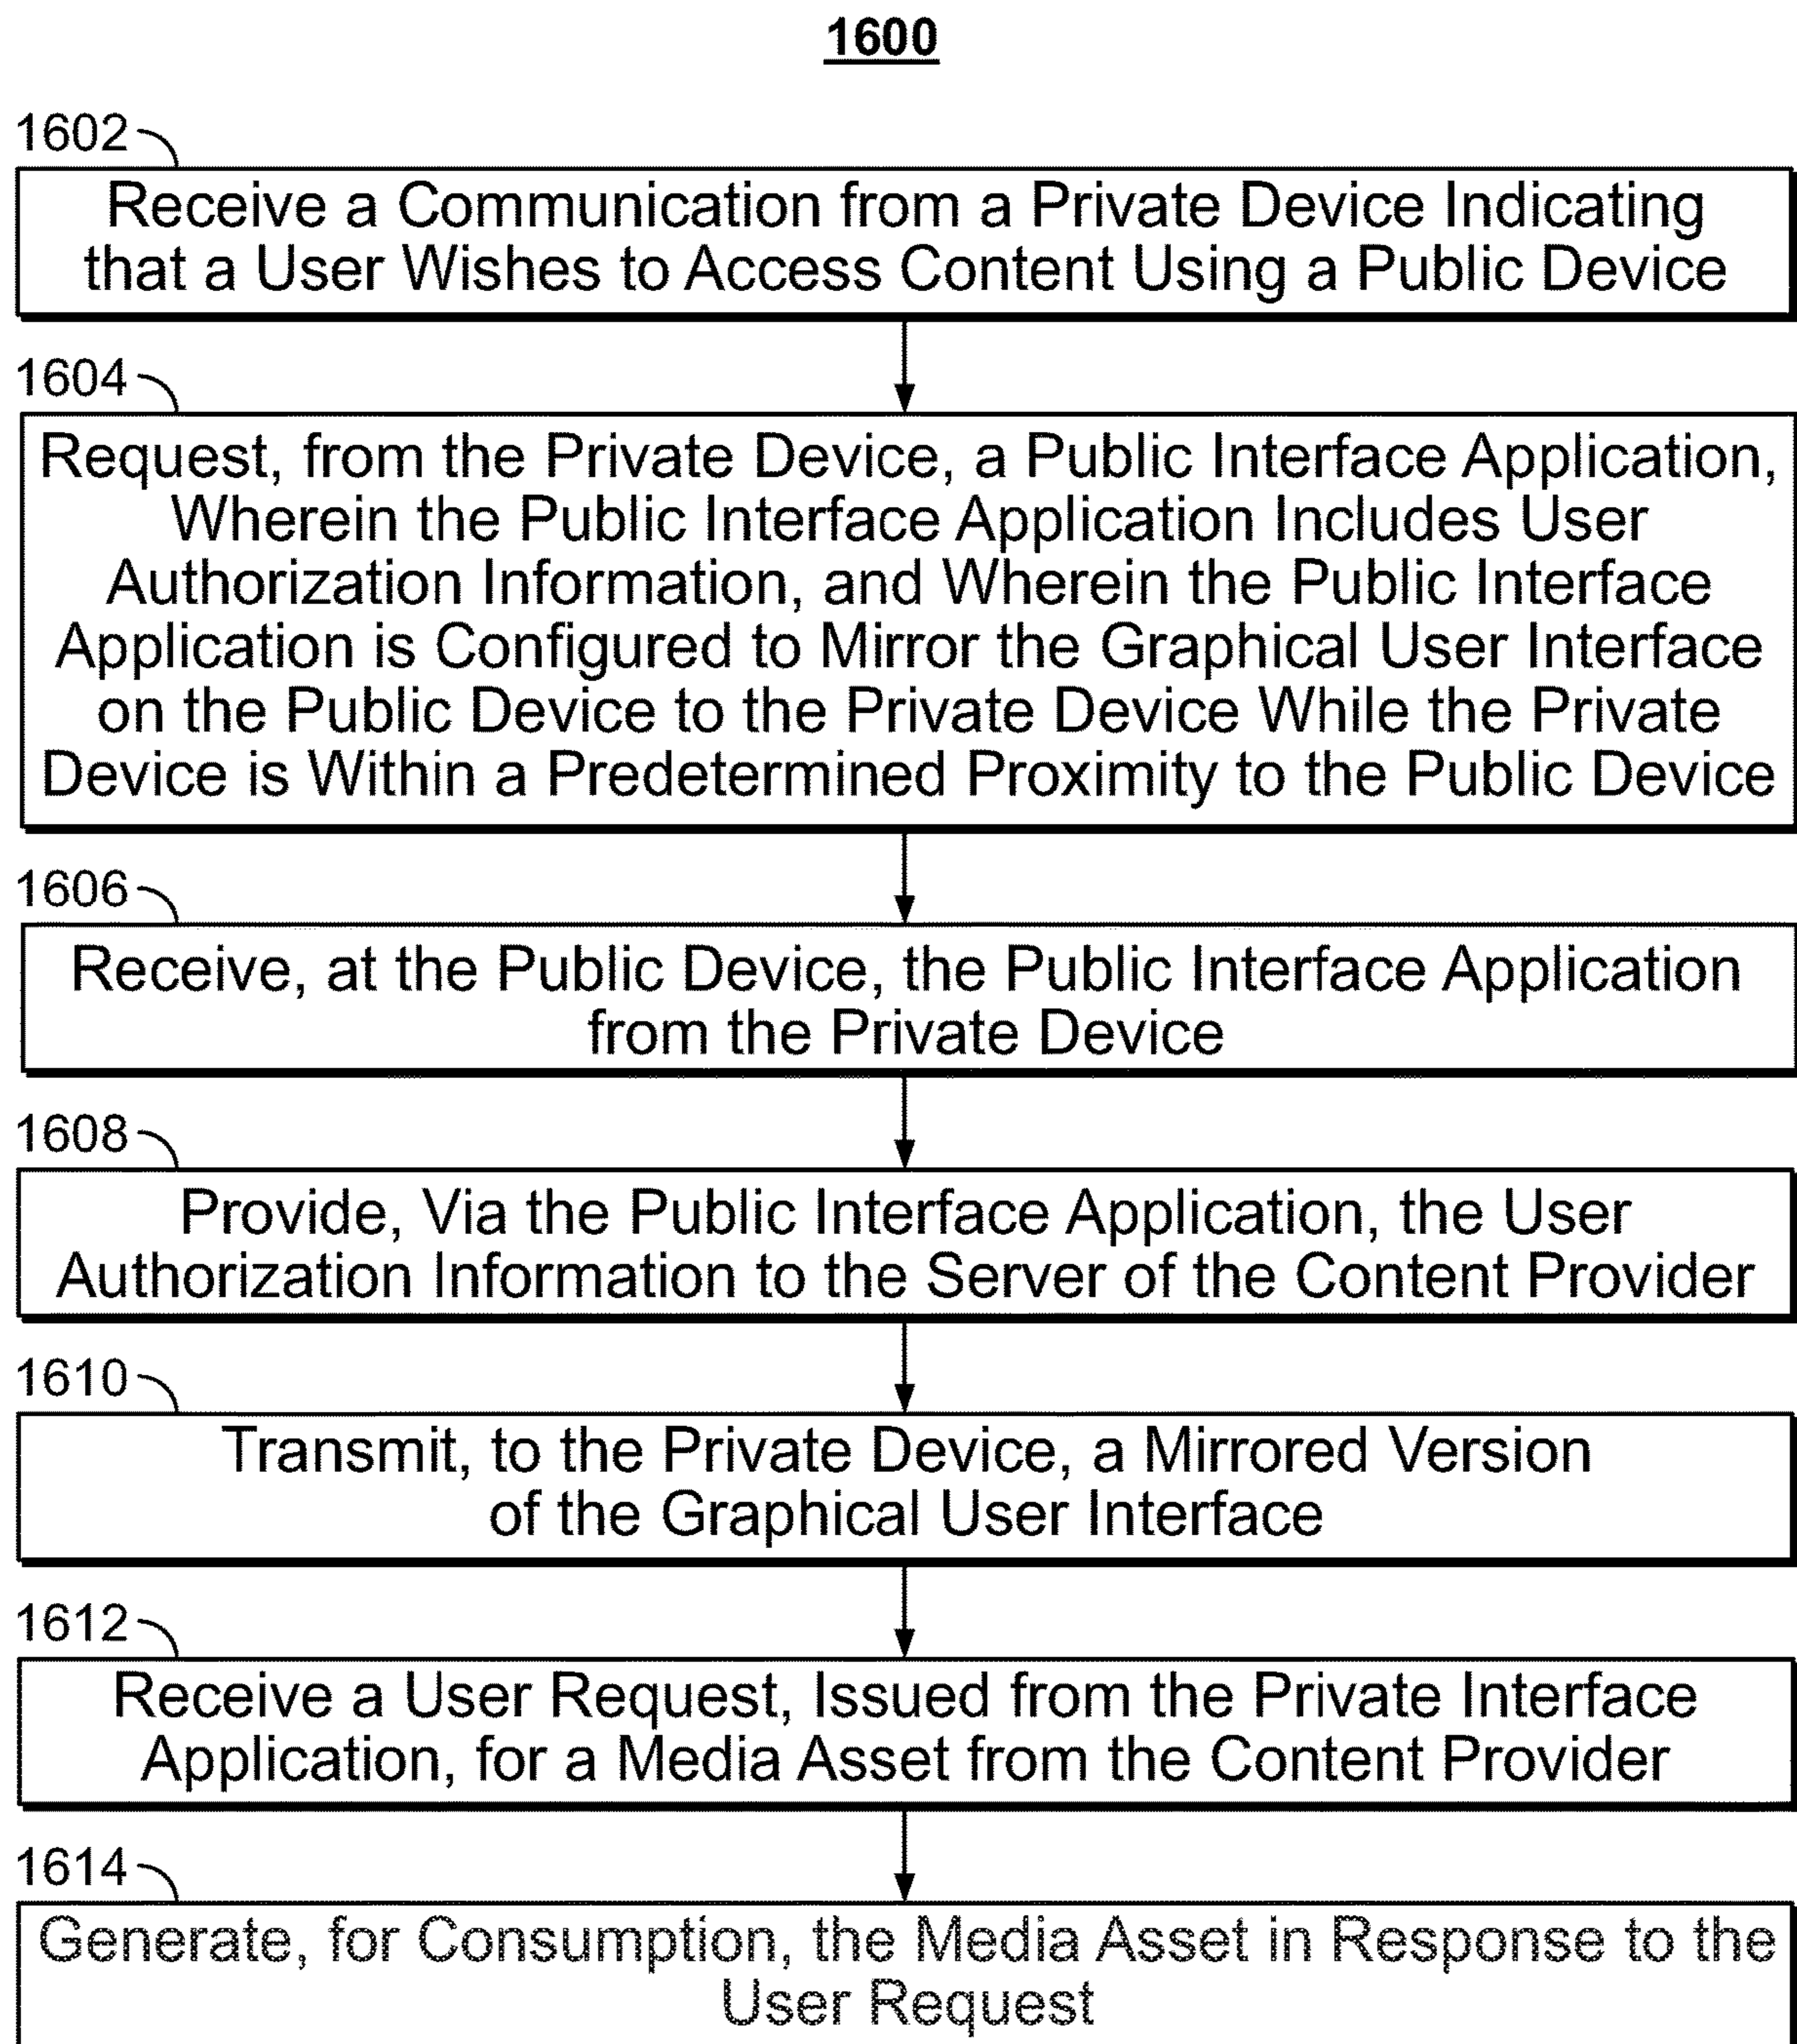 1600
1602
Receive a Communication from a Private Device Indicating
that a User Wishes to Access Content Using a Public Device
1604
Request, from the Private Device, a Public Interface Application,
Wherein the Public Interface Application Includes User
Authorization Information, and Wherein the Public Interface
Application is Configured to Mirror the Graphical User Interface
on the Public Device to the Private Device While the Private
Device is Within a Predetermined Proximity to the Public Device
1606
Receive, at the Public Device, the Public Interface Application
from the Private Device
1608
Provide, Via the Public Interface Application, the User
Authorization Information to the Server of the Content Provider
1610
Transmit, to the Private Device, a Mirrored Version
of the Graphical User Interface
1612
Receive a User Request, Issued from the Private Interface
Application, for a Media Asset from the Content Provider
1614
Generate, for Consumption, the Media Asset in Response to the
User Request